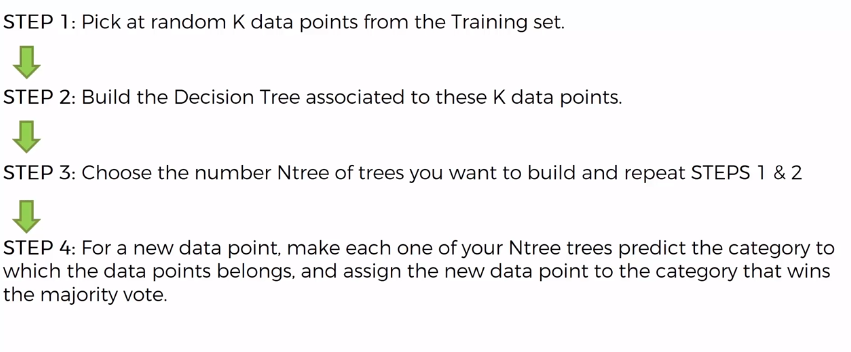 STEP 1: Pick at random K data points from the Training set.
STEP 2: Build the Decision Tree associated to these K data points.
STEP 3: Choose the number Ntree of trees you want to build and repeat STEPS 1 & 2
STEP 4: For a new data point, make each one of your Ntree trees predict the category to
which the data points belongs, and assign the new data point to the category that wins
the majority vote.